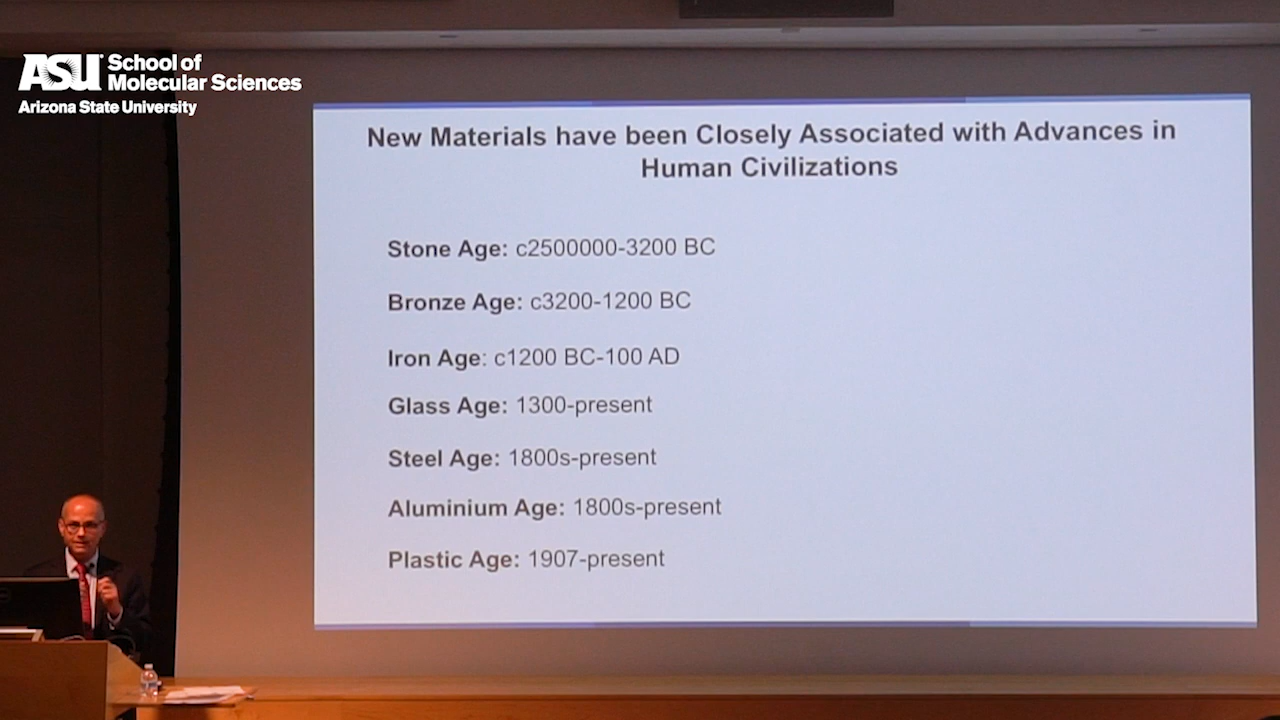 ASU School of
Molecular Sciences
Arizona State University
New Materials have been Closely Associated with Advances in
Human Civilizations
Stone Age: c2500000-3200 BC
Bronze Age: c3200-1200 BC
Iron Age: c1200 BC-100 AD
Glass Age: 1300-present
Steel Age: 1800s-present
Aluminium Age: 1800s-present
Plastic Age: 1907-present